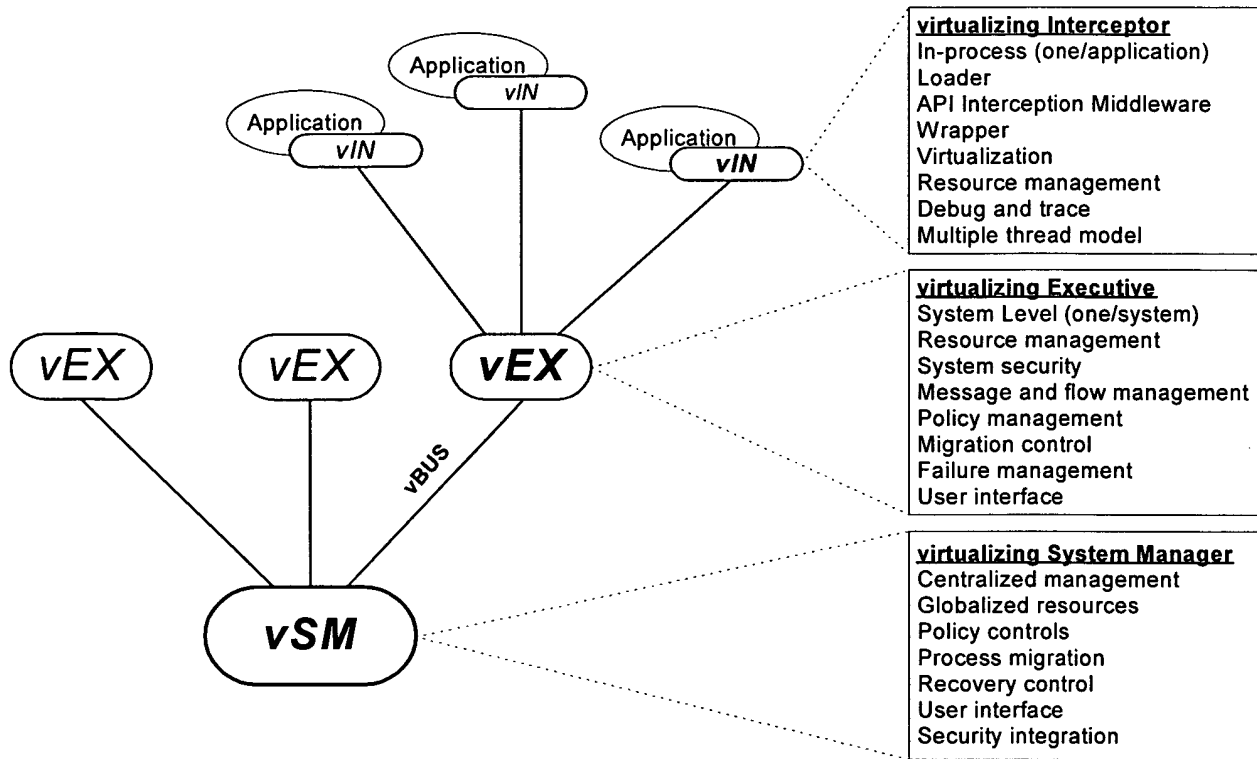 Application
vIN
Application
vIN
Application
vIN
vEX
vEX
vEX
vBUS
vSM
virtualizing Interceptor
In-process (one/application)
Loader
API Interception Middleware
Wrapper
Virtualization
Resource management
Debug and trace
Multiple thread model
virtualizing Executive
System Level (one/system)
Resource management
System security
Message and flow management
Policy management
Migration control
Failure management
User interface
virtualizing System Manager
Centralized management
Globalized resources
Policy controls
Process migration
Recovery control
User interface
Security integration